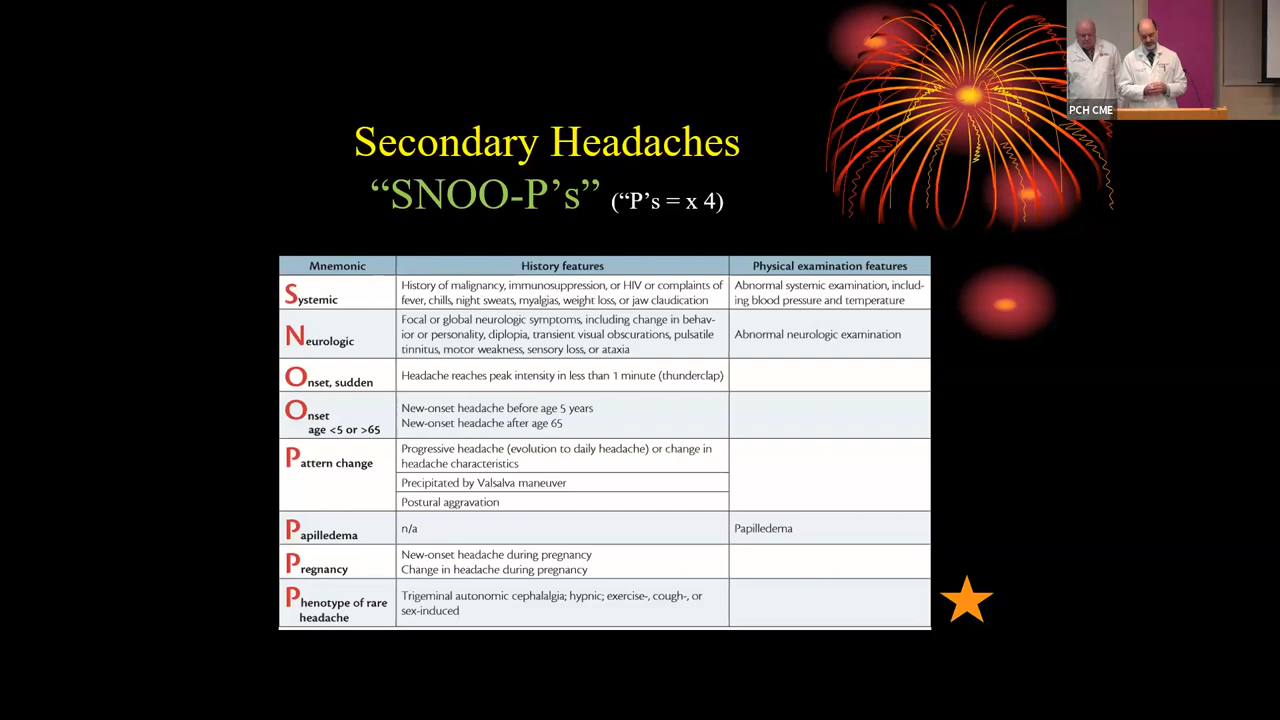 PCH CME
Secondary Headaches
“SNOO-P’s” (“P’s = x 4)
Mnemonic History features Physical examination features
Systemic
History of malignancy, immunosuppression, or HIV or complaints of
fever, chills, night sweats, myalgias, weight loss, or jaw claudication
Abnormal systemic examination, includ-
ing blood pressure and temperature
Neurologic
Focal or global neurologic symptoms, including change in behav-
ior or personality, diplopia, transient visual obscurations, pulsatile
tinnitus, motor weakness, sensory loss, or ataxia
Abnormal neurologic examination
Onset, sudden
Headache reaches peak intensity in less than 1 minute (thunderclap)
Onset
age <5 or >65
New-onset headache before age 5 years
New-onset headache after age 65
Pattern change
Progressive headache (evolution to daily headache) or change in
headache characteristics
Precipitated by Valsalva maneuver
Postural aggravation
Papilledema
n/a
Papilledema
Pregnancy
New-onset headache during pregnancy
Change in headache during pregnancy
Phenotype of rare
headache
Trigeminal autonomic cephalalgia; hypnic; exercise-, cough-, or
sex-induced